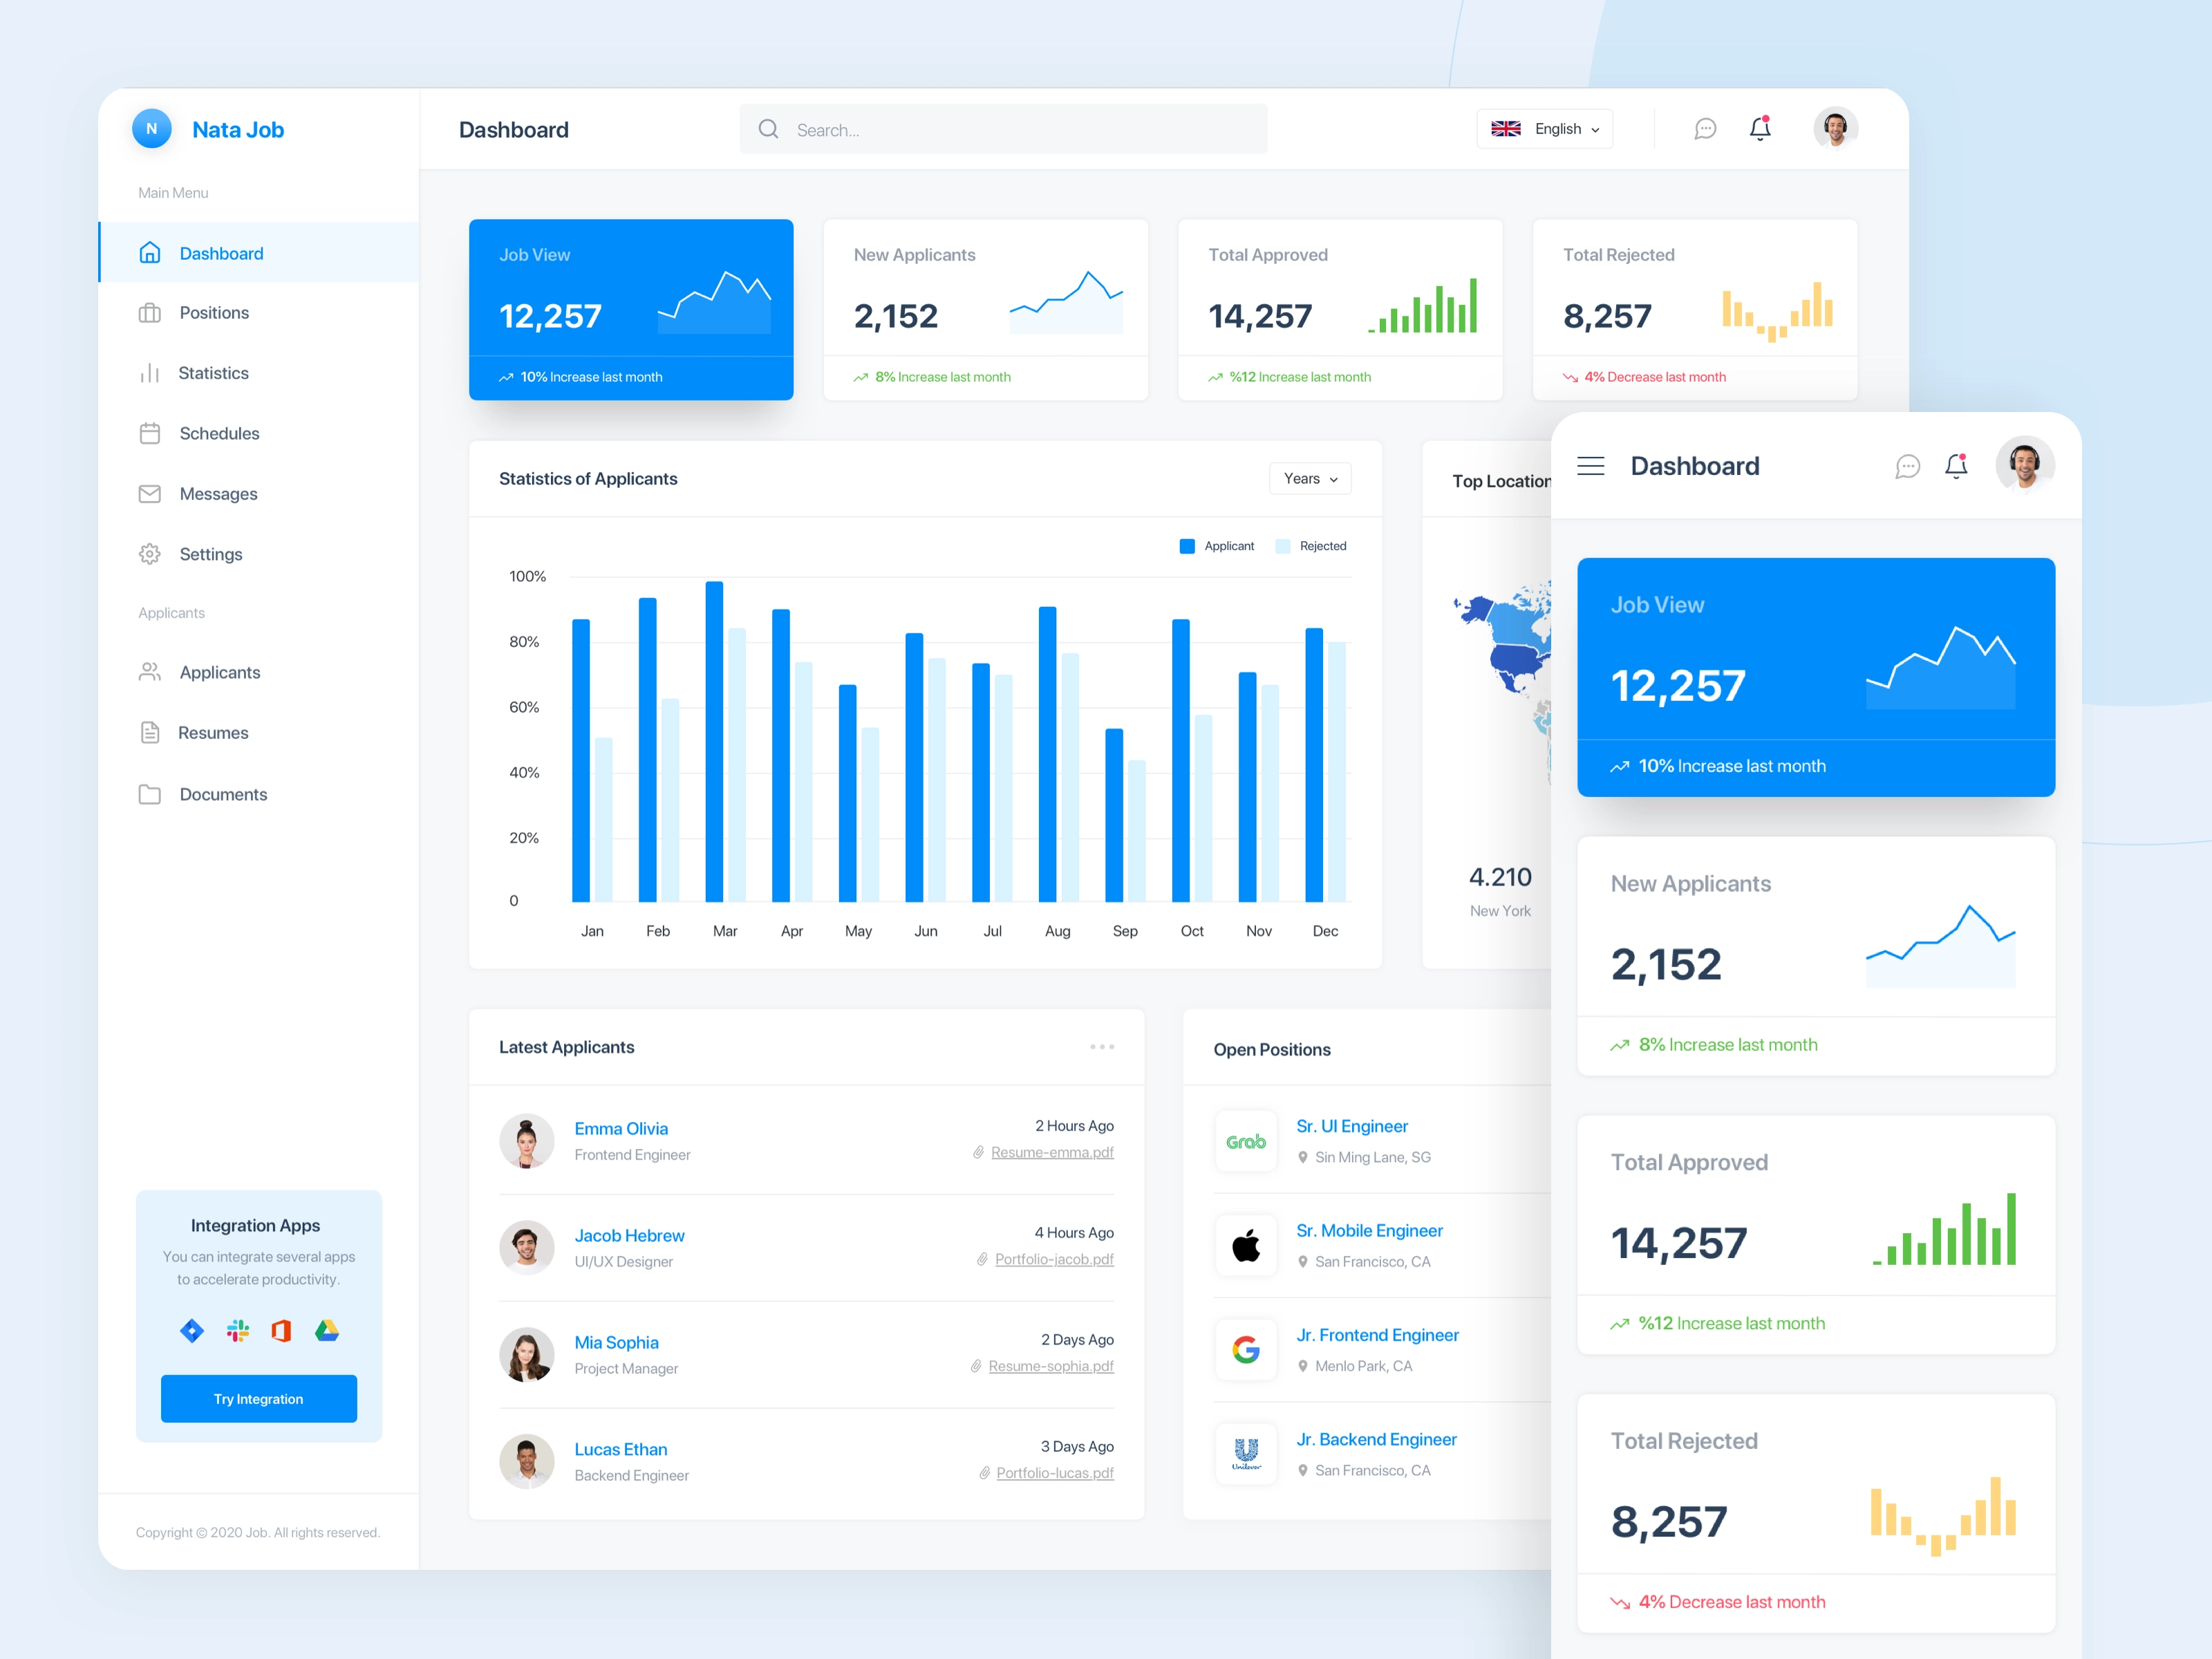 N
Nata Job
Main Menu
Dashboard
Positions
Statistics
Schedules
Messages
Settings
Applicants
Applicants
Resumes
Documents
Integration Apps
You can integrate several apps
to accelerate productivity.
Try Integration
Copyright © 2020 Job. All rights reserved.
Dashboard
Search...
English
Job View
12,257
10% Increase last month
New Applicants
2,152
8% Increase last month
Total Approved
14,257
%12 Increase last month
Total Rejected
8,257
4% Decrease last month
Statistics of Applicants
Years
Applicant
Rejected
100%
80%
60%
40%
20%
0
Jan
Feb
Mar
Apr
May
Jun
Jul
Aug
Sep
Oct
Nov
Dec
Top Location
4.210
New York
Latest Applicants
Emma Olivia
Frontend Engineer
2 Hours Ago
Resume-emma.pdf
Jacob Hebrew
UI/UX Designer
4 Hours Ago
Portfolio-jacob.pdf
Mia Sophia
Project Manager
2 Days Ago
Resume-sophia.pdf
Lucas Ethan
Backend Engineer
3 Days Ago
Portfolio-lucas.pdf
Open Positions
Grab
Sr. UI Engineer
Sin Ming Lane, SG
Sr. Mobile Engineer
San Francisco, CA
Jr. Frontend Engineer
Menlo Park, CA
Unilever
Jr. Backend Engineer
San Francisco, CA
Dashboard
Job View
12,257
10% Increase last month
New Applicants
2,152
8% Increase last month
Total Approved
14,257
%12 Increase last month
Total Rejected
8,257
4% Decrease last month